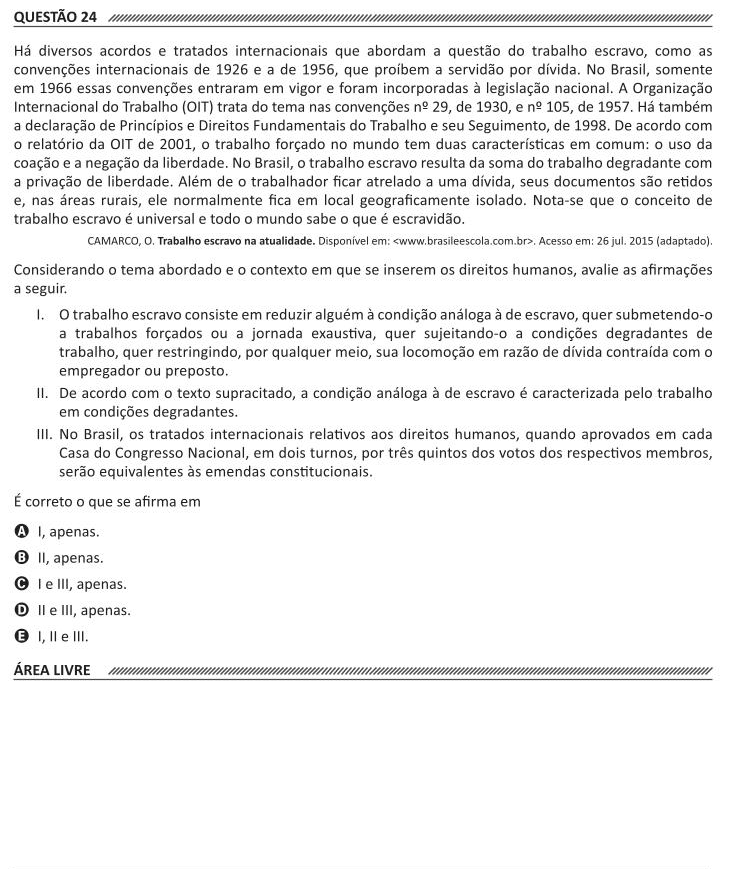 QUESTÃO 24
Há diversos acordos e tratados internacionais que abordam a questão do trabalho escravo, como as
convenções internacionais de 1926 e a de 1956, que proíbem a servidão por dívida. No Brasil, somente
em 1966 essas convenções entraram em vigor e foram incorporadas à legislação nacional. A Organização
Internacional do Trabalho (OIT) trata do tema nas convenções nº 29, de 1930, e nº 105, de 1957. Há também
a declaração de Princípios e Direitos Fundamentais do Trabalho e seu Seguimento, de 1998. De acordo com
o relatório da OIT de 2001, o trabalho forçado no mundo tem duas características em comum: o uso da
coação e a negação da liberdade. No Brasil, o trabalho escravo resulta da soma do trabalho degradante com
a privação de liberdade. Além de o trabalhador ficar atrelado a uma dívida, seus documentos são retidos
e, nas áreas rurais, ele normalmente fica em local geograficamente isolado. Nota-se que o conceito de
trabalho escravo é universal e todo o mundo sabe o que é escravidão.
CAMARCO, O. Trabalho escravo na atualidade. Disponível em: <www.brasileescola.com.br>. Acesso em: 26 jul. 2015 (adaptado).
Considerando o tema abordado e o contexto em que se inserem os direitos humanos, avalie as afirmações
a seguir.
I. O trabalho escravo consiste em reduzir alguém à condição análoga à de escravo, quer submetendo-o
a trabalhos forçados ou a jornada exaustiva, quer sujeitando-o a condições degradantes de
trabalho, quer restringindo, por qualquer meio, sua locomoção em razão de dívida contraída com o
empregador ou preposto.
II. De acordo com o texto supracitado, a condição análoga à de escravo é caracterizada pelo trabalho
em condições degradantes.
III. No Brasil, os tratados internacionais relativos aos direitos humanos, quando aprovados em cada
Casa do Congresso Nacional, em dois turnos, por três quintos dos votos dos respectivos membros,
serão equivalentes às emendas constitucionais.
É correto o que se afirma em
A I, apenas.
B II, apenas.
C I e III, apenas.
D II e III, apenas.
E I, II e III.
ÁREA LIVRE